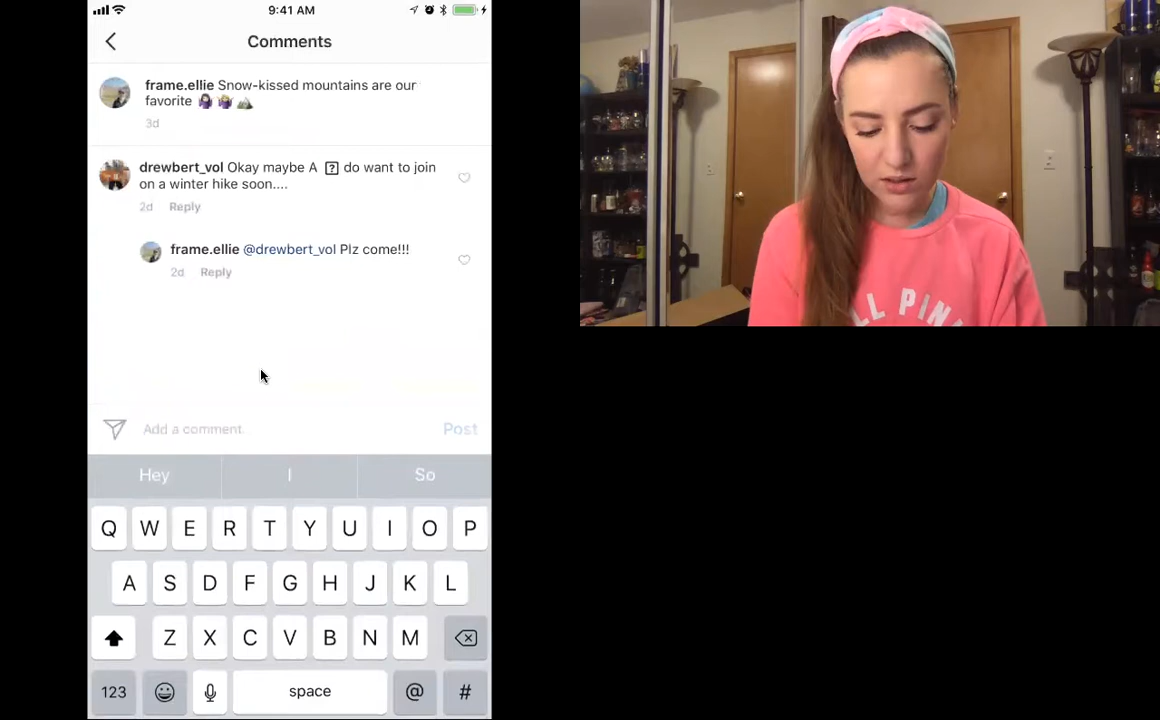 9:41 AM
Comments
frame.ellie Snow-kissed mountains are our
favorite 🤷🏻‍♀️ 🤷🏼‍♀️ 🏔️
3d
drewbert_vol Okay maybe A ⍰ do want to join
on a winter hike soon....
2d Reply
frame.ellie @drewbert_vol Plz come!!!
2d Reply
Add a comment... Post
Hey I So
Q W E R T Y U I O P
A S D F G H J K L
Z X C V B N M
123 space @ #
LL PIN